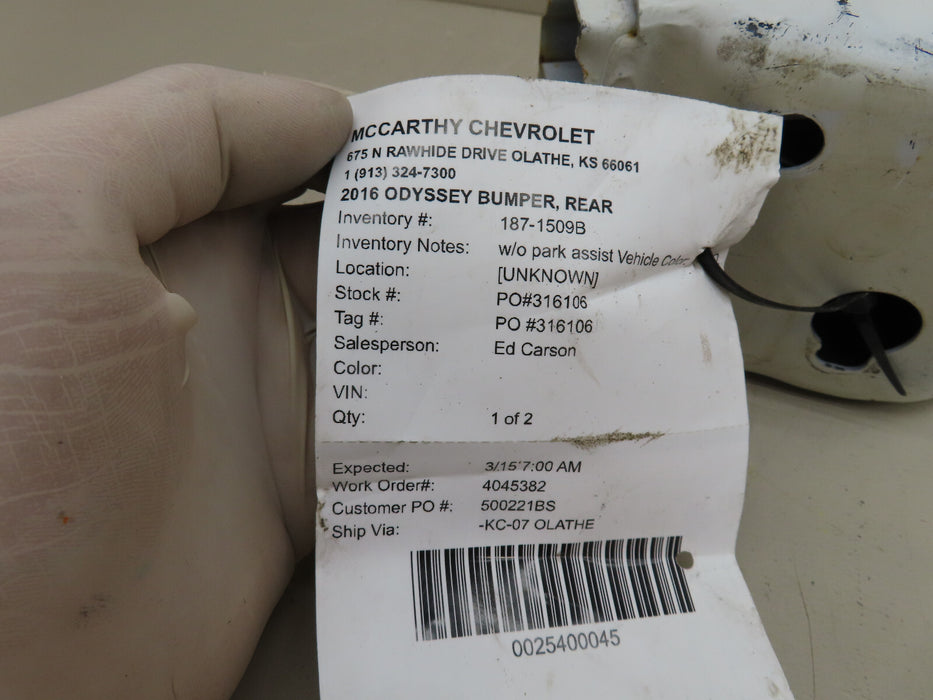 MCCARTHY CHEVROLET
675 N RAWHIDE DRIVE OLATHE, KS 66061
1 (913) 324-7300
2016 ODYSSEY BUMPER, REAR
Inventory #: 187-1509B
Inventory Notes: w/o park assist Vehicle Color
Location: [UNKNOWN]
Stock #: PO#316106
Tag #: PO #316106
Salesperson: Ed Carson
Color:
VIN:
Qty: 1 of 2
Expected: 3/15 7:00 AM
Work Order#: 4045382
Customer PO #: 500221BS
Ship Via: -KC-07 OLATHE
0025400045